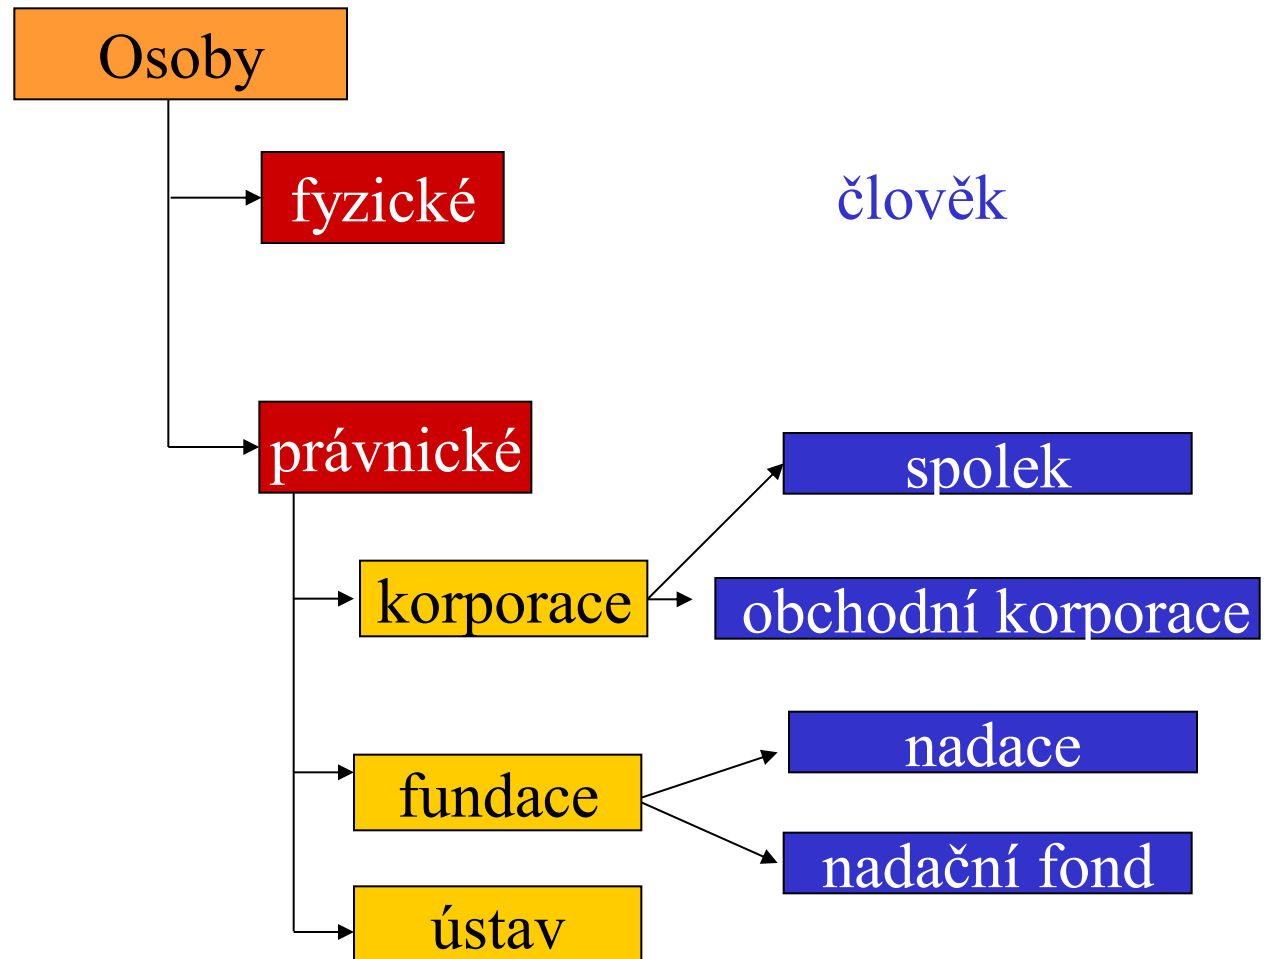 Osoby
fyzické
člověk
právnické
spolek
korporace
obchodní korporace
nadace
fundace
nadační fond
ústav